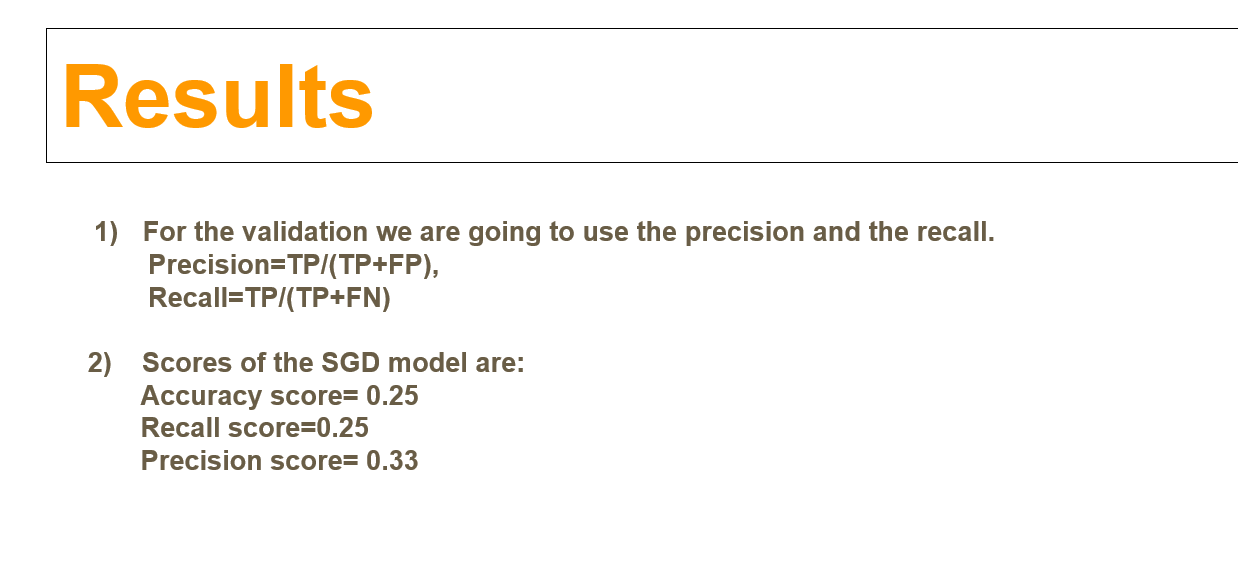 Results
1) For the validation we are going to use the precision and the recall.
Precision=TP/(TP+FP),
Recall=TP/(TP+FN)
2) Scores of the SGD model are:
Accuracy score= 0.25
Recall score=0.25
Precision score= 0.33